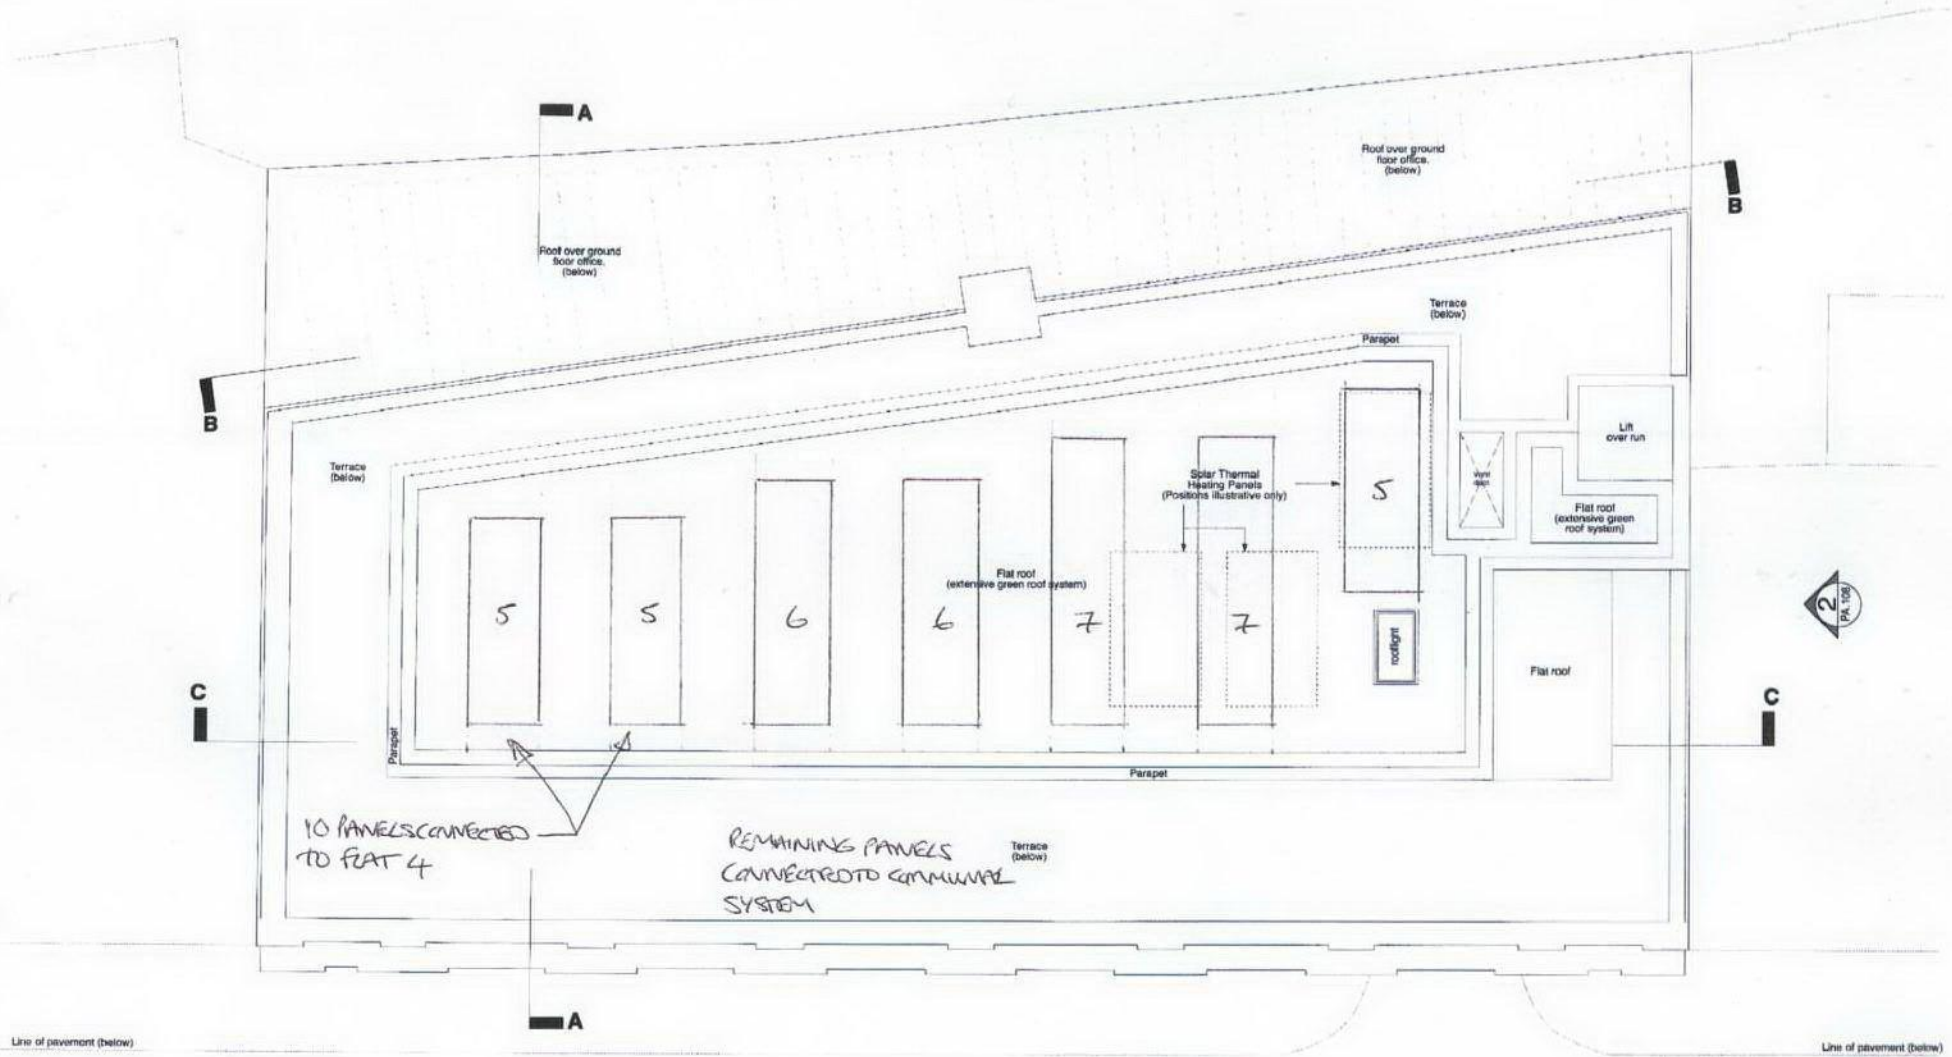 A
Roof over ground
floor office.
(below)
B
Roof over ground
floor office.
(below)
Terrace
(below)
Parapet
B
Lift
over run
Terrace
(below)
Solar Thermal
Heating Panels
(Positions illustrative only)
5
Flat roof
(extensive green
roof system)
Flat roof
(extensive green roof system)
5
5
6
6
7
7
rooflight
2
PA.108
Flat roof
C
C
Parapet
Parapet
10 PANELS CONNECTED
TO FLAT 4
REMAINING PANELS
CONNECTED TO COMMUNAL
SYSTEM
Terrace
(below)
A
Line of pavement (below)
Line of pavement (below)